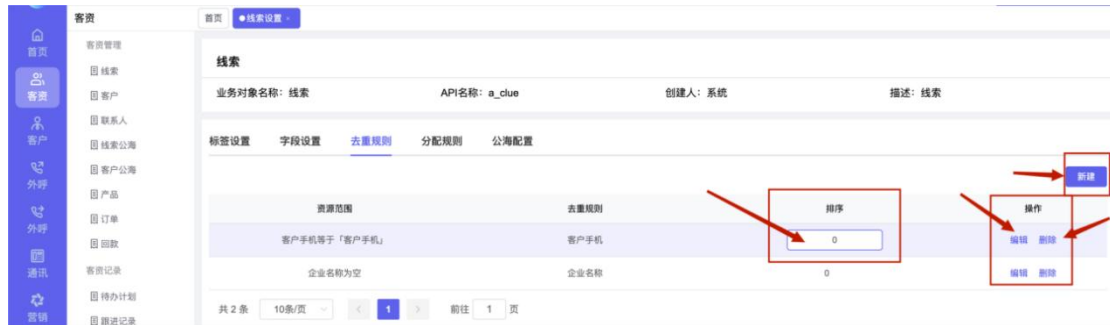 客资
首页 ●线索设置 ×
首页
客资
客户
外呼
外呼
通讯
营销
客资管理
线索
客户
联系人
线索公海
客户公海
产品
订单
回款
客资记录
待办计划
跟进记录
线索
业务对象名称：线索 API名称：a_clue 创建人：系统 描述：线索
标签设置 字段设置 去重规则 分配规则 公海配置
新建
资源范围 去重规则 排序 操作
客户手机等于「客户手机」 客户手机 0 编辑 删除
企业名称为空 企业名称 0 编辑 删除
共 2 条 10条/页 < 1 > 前往 1 页